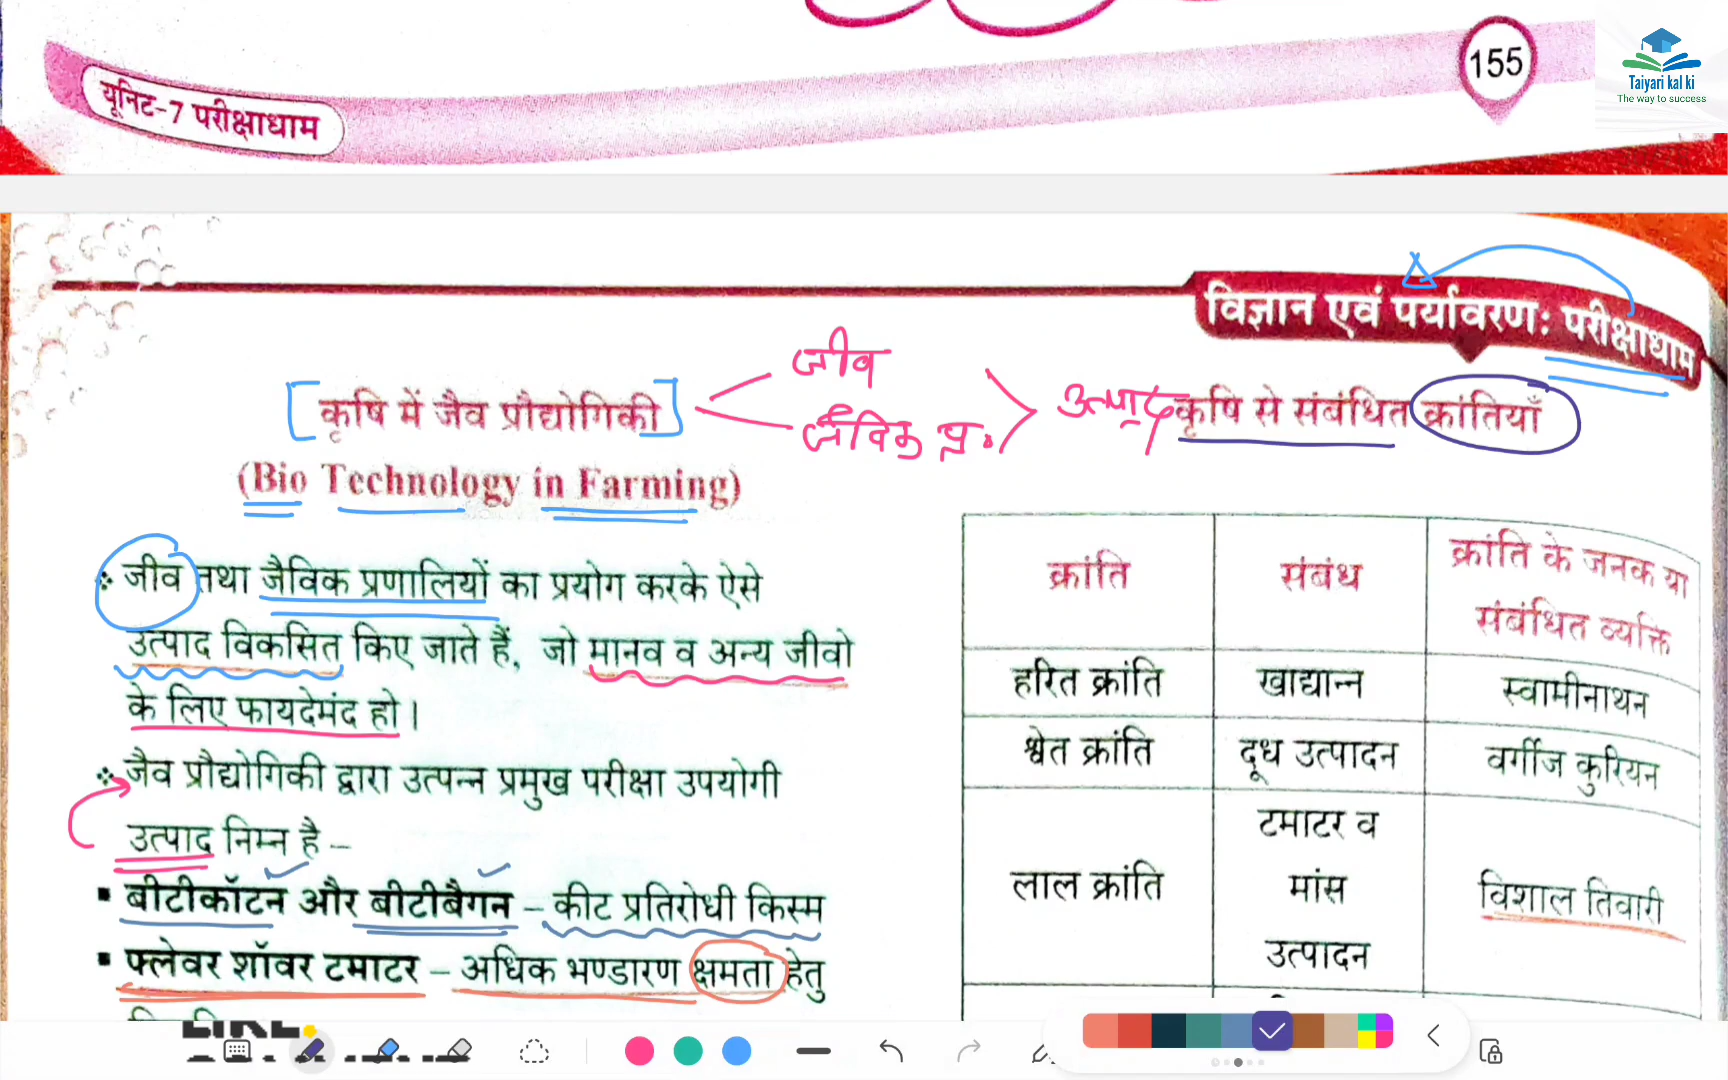 155
Taiyari kal ki
The way to success
यूनिट-7 परीक्षाधाम
विज्ञान एवं पर्यावरण: परीक्षाधाम
कृषि में जैव प्रौद्योगिकी
(Bio Technology in Farming)
जीव
जैविक प्र॰
उत्पाद
जीव तथा जैविक प्रणालियों का प्रयोग करके ऐसे
उत्पाद विकसित किए जाते हैं, जो मानव व अन्य जीवो
के लिए फायदेमंद हो।
जैव प्रौद्योगिकी द्वारा उत्पन्न प्रमुख परीक्षा उपयोगी
उत्पाद निम्न है –
▪ बीटीकॉटन और बीटीबैगन – कीट प्रतिरोधी किस्म
▪ फ्लेवर शॉवर टमाटर – अधिक भण्डारण क्षमता हेतु
कृषि से संबंधित क्रांतियाँ
क्रांति संबंध क्रांति के जनक या
संबंधित व्यक्ति
हरित क्रांति खाद्यान्न स्वामीनाथन
श्वेत क्रांति दूध उत्पादन वर्गीज कुरियन
लाल क्रांति टमाटर व
मांस
उत्पादन विशाल तिवारी